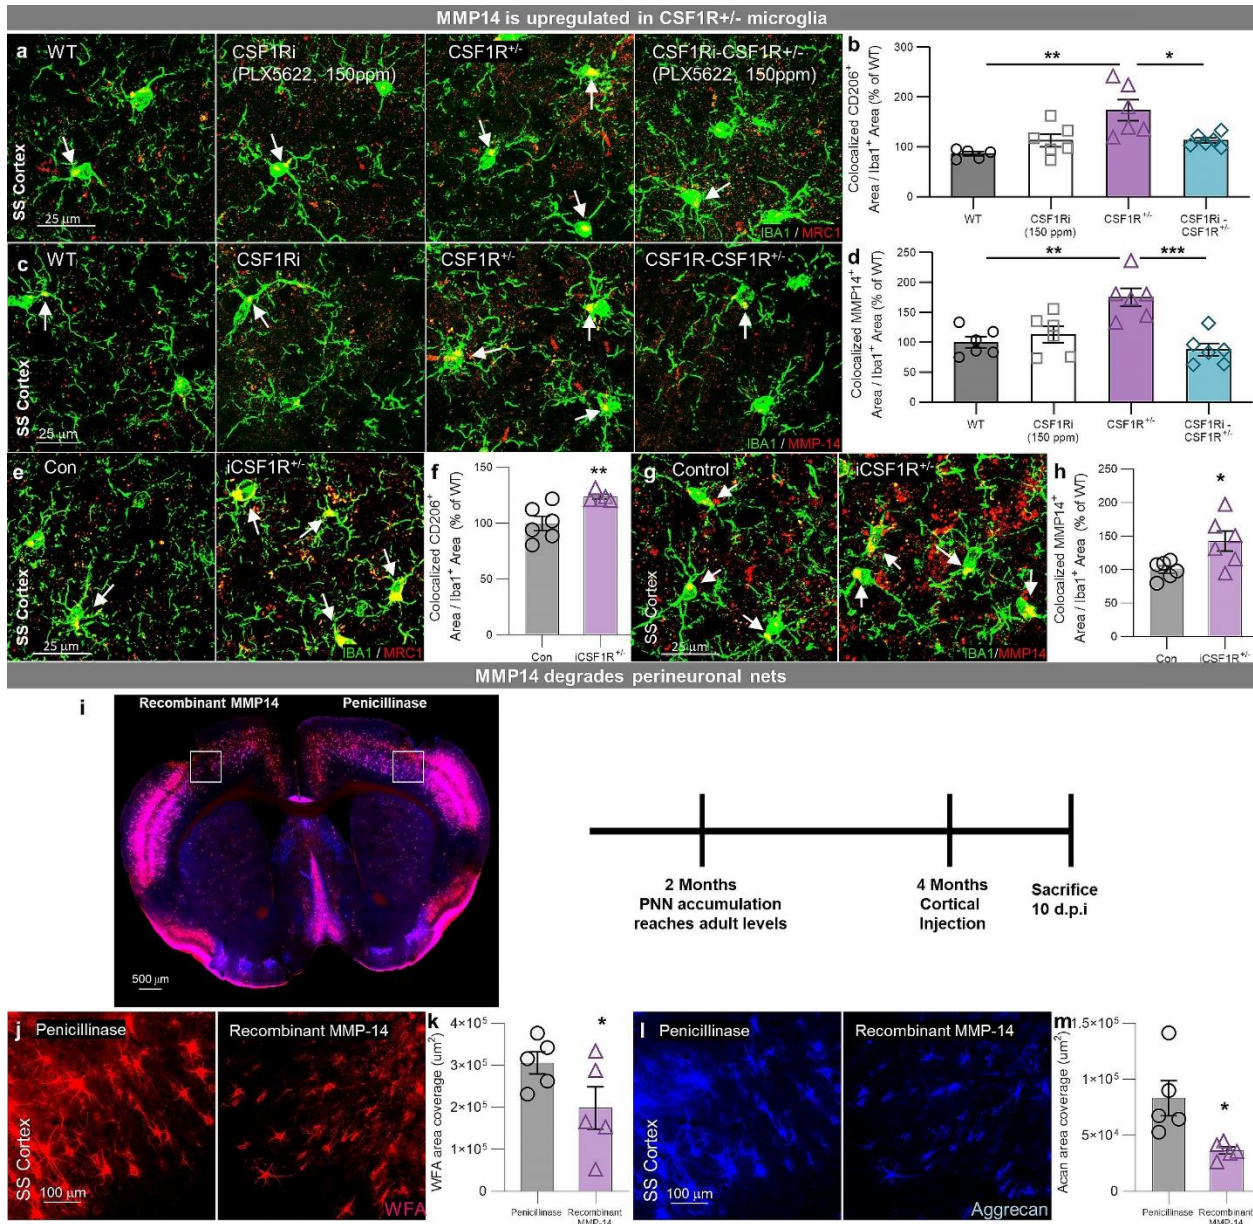 MMP14 is upregulated in CSF1R+/- microglia
a
WT
CSF1Ri
(PLX5622, 150ppm)
CSF1R+/-
CSF1Ri-CSF1R+/-
(PLX5622, 150ppm)
SS Cortex
25 µm
IBA1 / MRC1
b
Colocalized CD206+
Area / Iba1+ Area (% of WT)
300
200
100
0
**
*
WT
CSF1Ri
(150 ppm)
CSF1R+/-
CSF1Ri -
CSF1R+/-
c
WT
CSF1Ri
CSF1R+/-
CSF1R-CSF1R+/-
SS Cortex
25 µm
IBA1 / MMP-14
d
Colocalized MMP14+
Area / Iba1+ Area (% of WT)
250
200
150
100
50
0
**
***
WT
CSF1Ri
(150 ppm)
CSF1R+/-
CSF1Ri -
CSF1R+/-
e
Con
iCSF1R+/-
SS Cortex
25 µm
IBA1 / MRC1
f
Colocalized CD206+
Area / Iba1+ Area (% of WT)
150
100
50
0
**
Con
iCSF1R+/-
g
Control
iCSF1R+/-
SS Cortex
25 µm
IBA1/MMP14
h
Colocalized MMP14+
Area / Iba1+ Area (% of WT)
250
200
150
100
50
0
*
Con
iCSF1R+/-
MMP14 degrades perineuronal nets
i
Recombinant MMP14
Penicillinase
500 µm
2 Months
PNN accumulation
reaches adult levels
4 Months
Cortical
Injection
Sacrifice
10 d.p.i
j
Penicillinase
Recombinant MMP-14
SS Cortex
100 µm
WFA
k
WFA area coverage (um²)
4×10⁵
3×10⁵
2×10⁵
1×10⁵
0
*
Penicillinase
Recombinant
MMP-14
l
Penicillinase
Recombinant MMP-14
SS Cortex
100 µm
Aggrecan
m
Acan area coverage (um²)
1.5×10⁵
1×10⁵
5×10⁴
0
*
Penicillinase
Recombinant
MMP-14